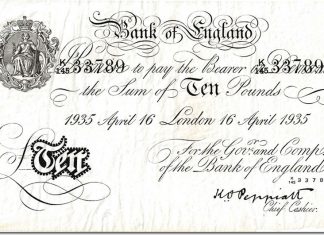 Bank of England
K/145 33789 K/145 33789
Promise to pay the Bearer
the Sum of Ten Pounds
1935 April 16 London 16 April 1935
Ten For the Govr. and Compa.
of the Bank of England
K/145 33789
K.O. Peppiatt
Chief Cashier.